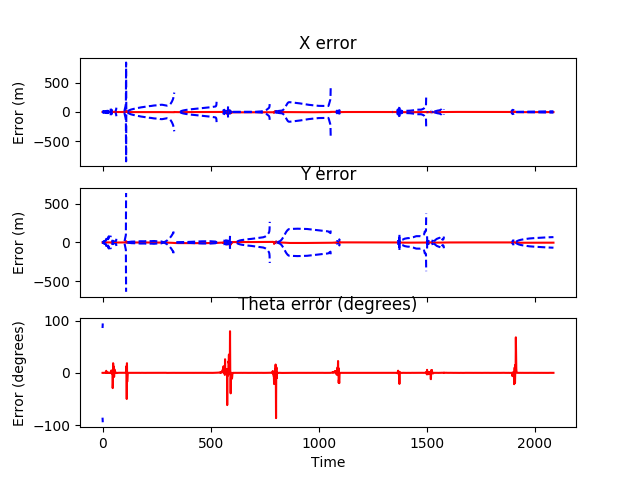 X error
Error (m)
500
0
−500
Y error
Error (m)
500
0
−500
Theta error (degrees)
Error (degrees)
100
0
−100
0 500 1000 1500 2000
Time